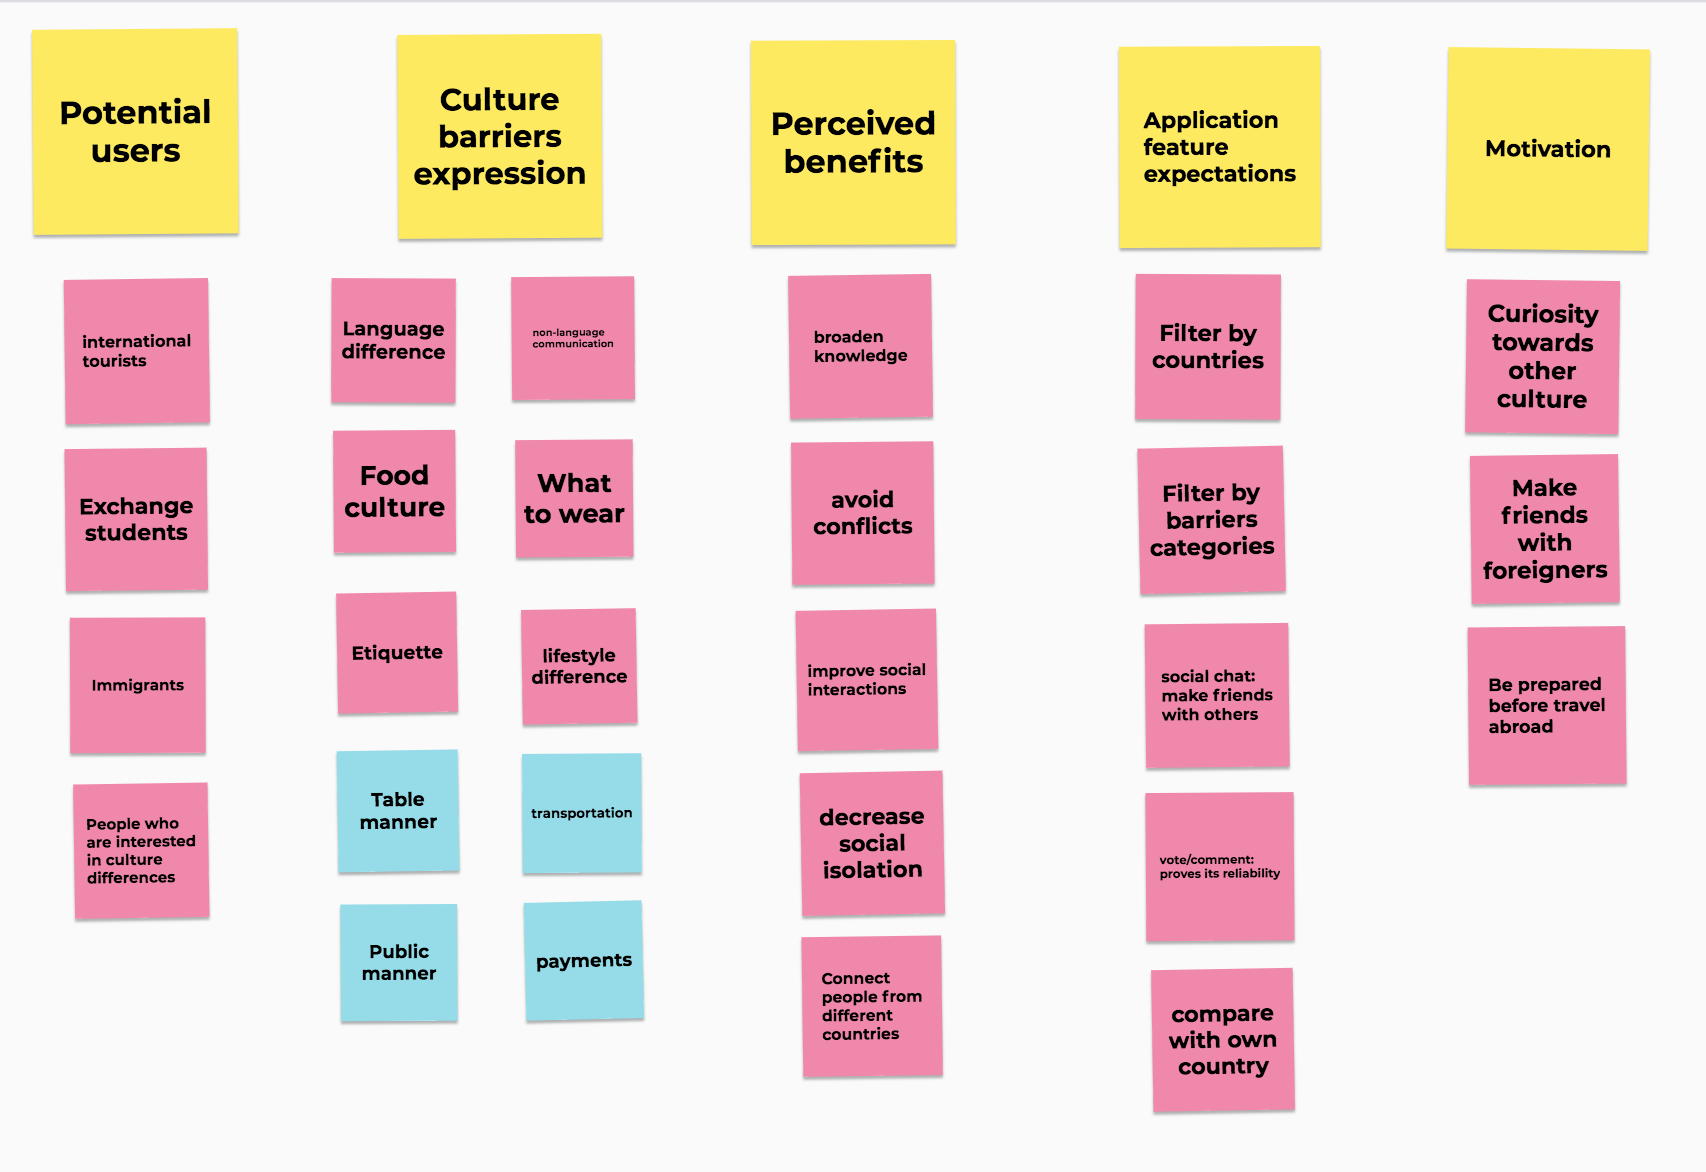 Potential
users
Culture
barriers
expression
Perceived
benefits
Application
feature
expectations
Motivation
international
tourists
Exchange
students
Immigrants
People who
are interested
in culture
differences
Language
difference
non-language
communication
Food
culture
What
to wear
Etiquette
lifestyle
difference
Table
manner
transportation
Public
manner
payments
broaden
knowledge
avoid
conflicts
improve social
interactions
decrease
social
isolation
Connect
people from
different
countries
Filter by
countries
Filter by
barriers
categories
social chat:
make friends
with others
vote/comment:
proves its reliability
compare
with own
country
Curiosity
towards
other
culture
Make
friends
with
foreigners
Be prepared
before travel
abroad